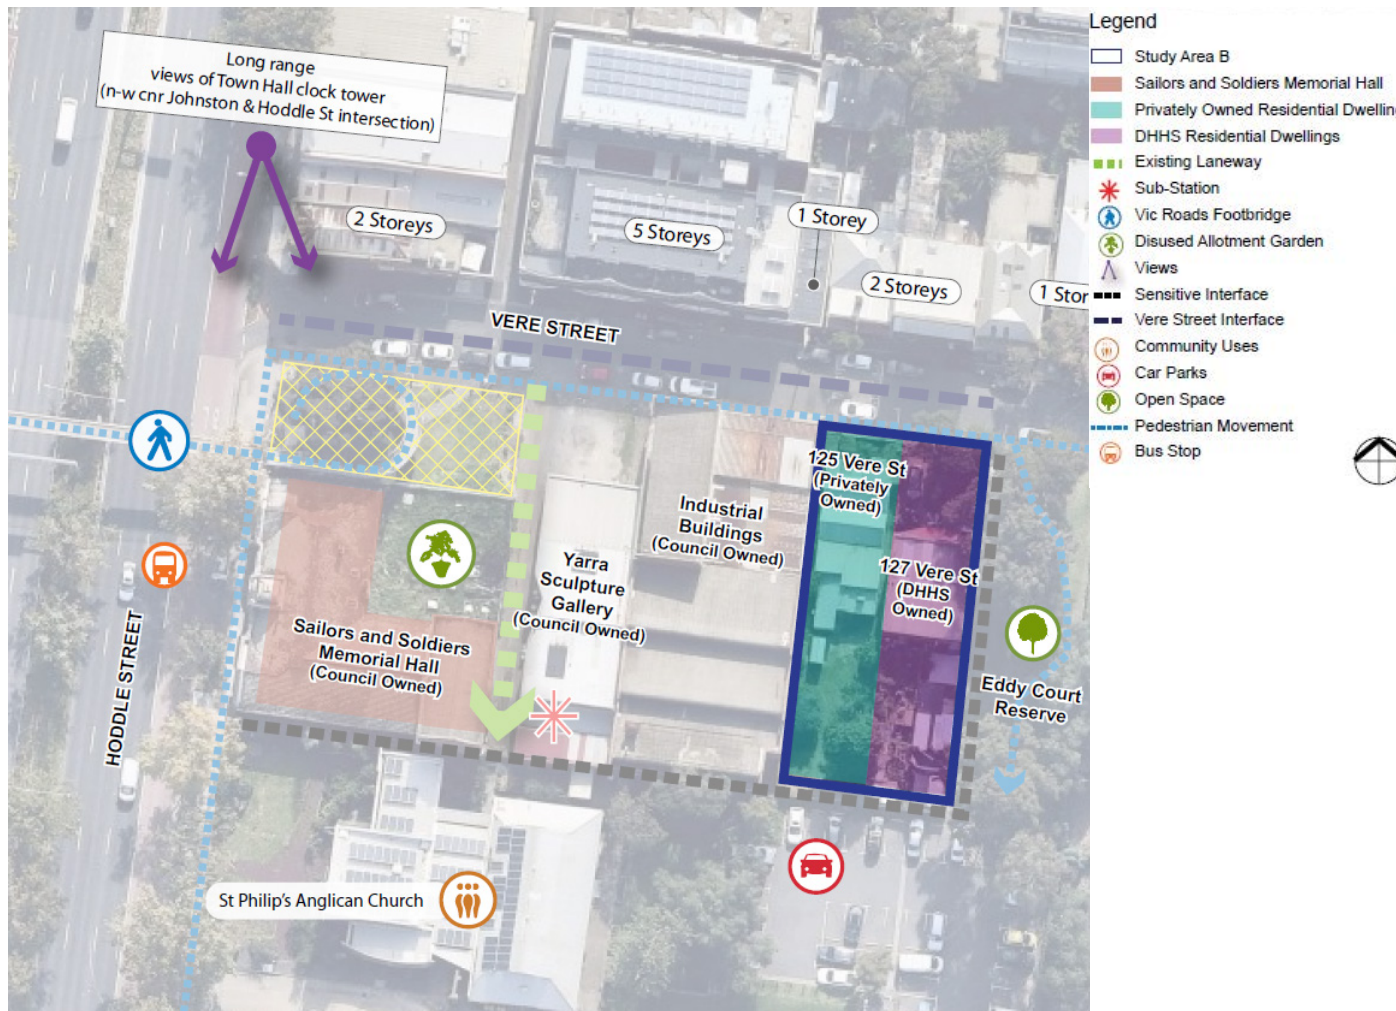 Long range
views of Town Hall clock tower
(n-w cnr Johnston & Hoddle St intersection)
2 Storeys
5 Storeys
1 Storey
2 Storeys
1 Stor
VERE STREET
125 Vere St
(Privately
Owned)
127 Vere St
(DHHS
Owned)
Industrial
Buildings
(Council Owned)
Yarra
Sculpture
Gallery
(Council Owned)
Sailors and Soldiers
Memorial Hall
(Council Owned)
HODDLE STREET
Eddy Court
Reserve
St Philip's Anglican Church
Legend
Study Area B
Sailors and Soldiers Memorial Hall
Privately Owned Residential Dwelling
DHHS Residential Dwellings
Existing Laneway
Sub-Station
Vic Roads Footbridge
Disused Allotment Garden
Views
Sensitive Interface
Vere Street Interface
Community Uses
Car Parks
Open Space
Pedestrian Movement
Bus Stop